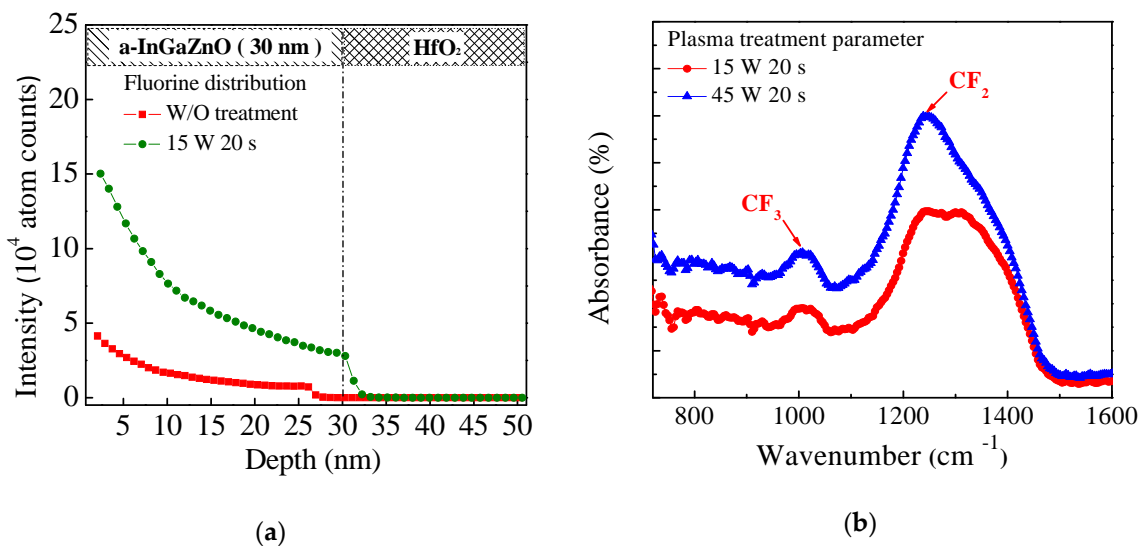 25
20
15
10
5
0
Intensity (10⁴ atom counts)
a-InGaZnO ( 30 nm )
HfO₂
Fluorine distribution
W/O treatment
15 W 20 s
5 10 15 20 25 30 35 40 45 50
Depth (nm)
(a)
Absorbance (%)
Plasma treatment parameter
15 W 20 s
45 W 20 s
CF₂
CF₃
800 1000 1200 1400 1600
Wavenumber (cm ⁻¹)
(b)